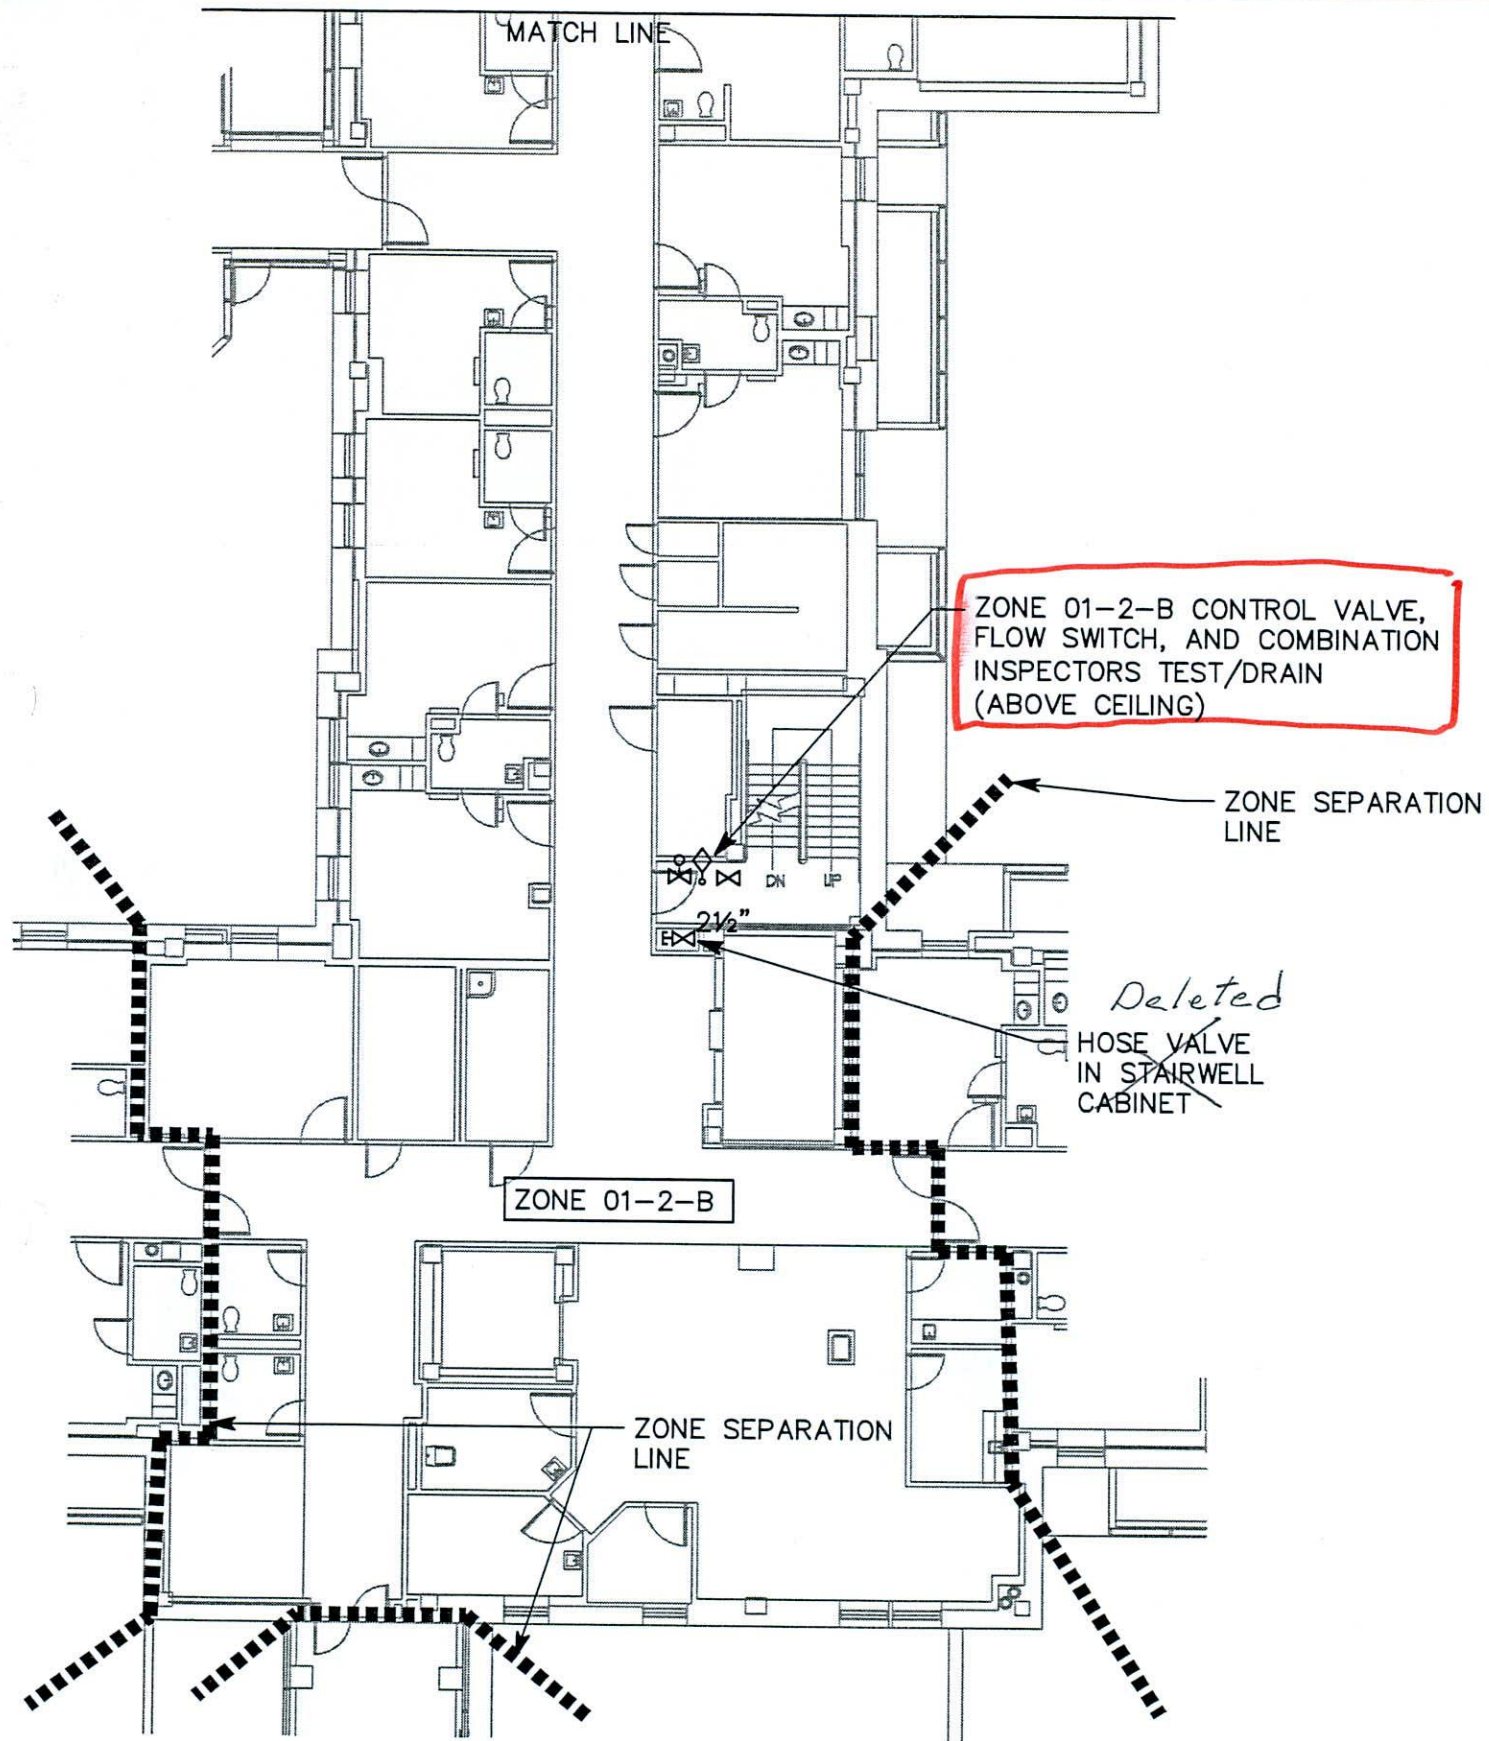 MATCH LINE
ZONE 01-2-B CONTROL VALVE,
FLOW SWITCH, AND COMBINATION
INSPECTORS TEST/DRAIN
(ABOVE CEILING)
ZONE SEPARATION
LINE
DN
UP
2½"
E
Deleted
HOSE VALVE
IN STAIRWELL
CABINET
ZONE 01-2-B
ZONE SEPARATION
LINE